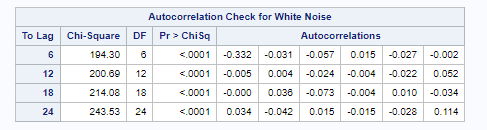 Autocorrelation Check for White Noise
To Lag Chi-Square DF Pr > ChiSq Autocorrelations
6 194.30 6 <.0001 -0.332 -0.031 -0.057 0.015 -0.027 -0.002
12 200.69 12 <.0001 -0.005 0.004 -0.024 -0.004 -0.022 0.052
18 214.08 18 <.0001 -0.000 0.036 -0.073 -0.004 0.010 -0.034
24 243.53 24 <.0001 0.034 -0.042 0.015 -0.015 -0.028 0.114